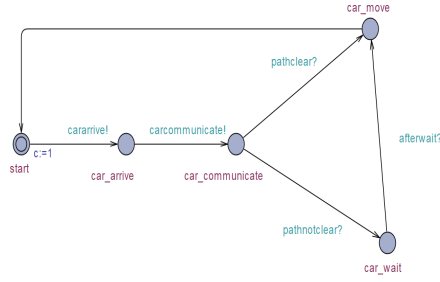 car_move
pathclear?
cararrive!
carcommunicate!
afterwait?
c:=1
start
car_arrive
car_communicate
pathnotclear?
car_wait